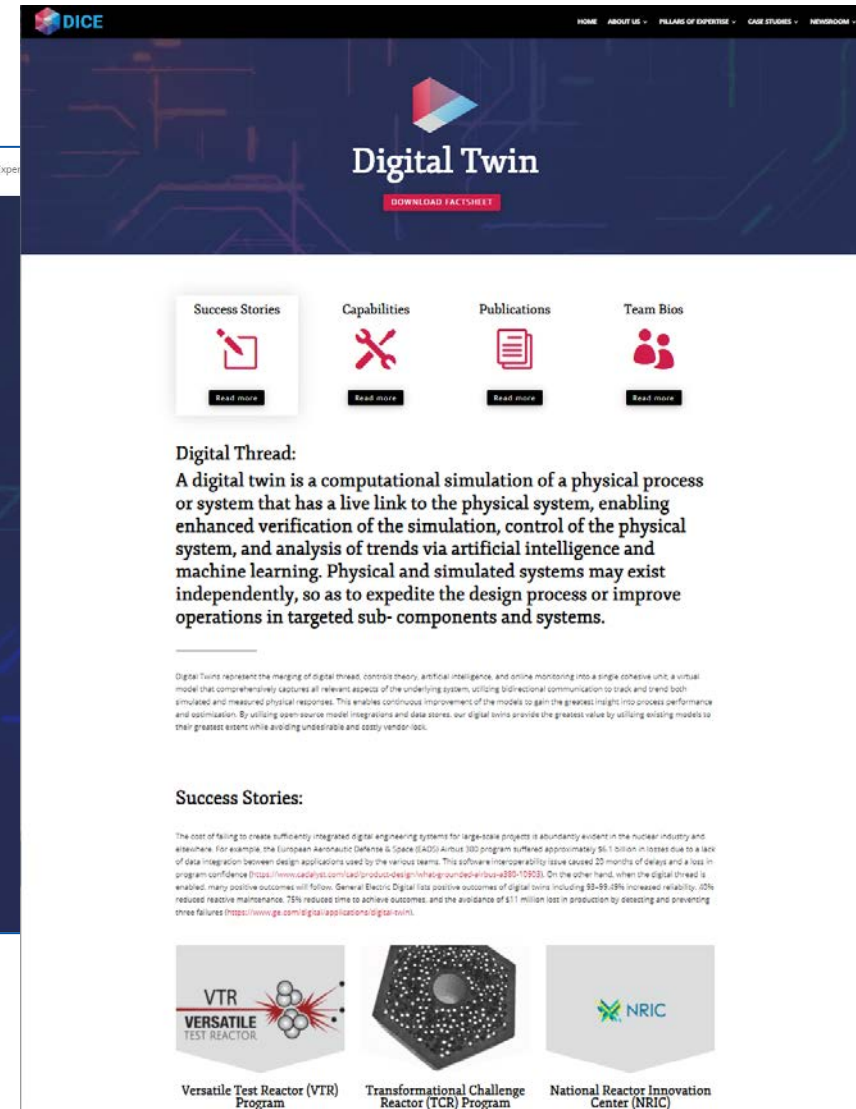 DICE
HOME ABOUT US PILLARS OF EXPERTISE CASE STUDIES NEWSROOM
Digital Twin
DOWNLOAD FACTSHEET
Success Stories Capabilities Publications Team Bios
Read more Read more Read more Read more
Digital Thread:
A digital twin is a computational simulation of a physical process
or system that has a live link to the physical system, enabling
enhanced verification of the simulation, control of the physical
system, and analysis of trends via artificial intelligence and
machine learning. Physical and simulated systems may exist
independently, so as to expedite the design process or improve
operations in targeted sub- components and systems.
Digital Twins represent the merging of digital thread, controls theory, artificial intelligence, and online monitoring into a single cohesive unit; a virtual
model that comprehensively captures all relevant aspects of the underlying system, utilizing bidirectional communication to track and trend both
simulated and measured physical responses. This enables continuous improvement of the models to gain the greatest insight into process performance
and optimization. By utilizing open-source model integrations and data stores, our digital twins provide the greatest value by utilizing existing models to
their greatest extent while avoiding undesirable and costly vendor-lock.
Success Stories:
The cost of failing to create sufficiently integrated digital engineering systems for large-scale projects is abundantly evident in the nuclear industry and
elsewhere. For example, the European Aeronautic Defense & Space (EADS) Airbus 300 program suffered approximately $6.1 billion in losses due to a lack
of data integration between design applications used by the various teams. This software interoperability issue caused 20 months of delays and a loss in
program confidence (https://www.cadalyst.com/cad/product-design/what-grounded-airbus-a380-10903). On the other hand, when the digital thread is
enabled, many positive outcomes will follow. General Electric Digital lists positive outcomes of digital twins including 93–99.49% increased reliability, 40%
reduced reactive maintenance, 75% reduced time to achieve outcomes, and the avoidance of $11 million lost in production by detecting and preventing
three failures (https://www.ge.com/digital/applications/digital-twin).
VTR
VERSATILE
TEST REACTOR
NRIC
Versatile Test Reactor (VTR)
Program
Transformational Challenge
Reactor (TCR) Program
National Reactor Innovation
Center (NRIC)